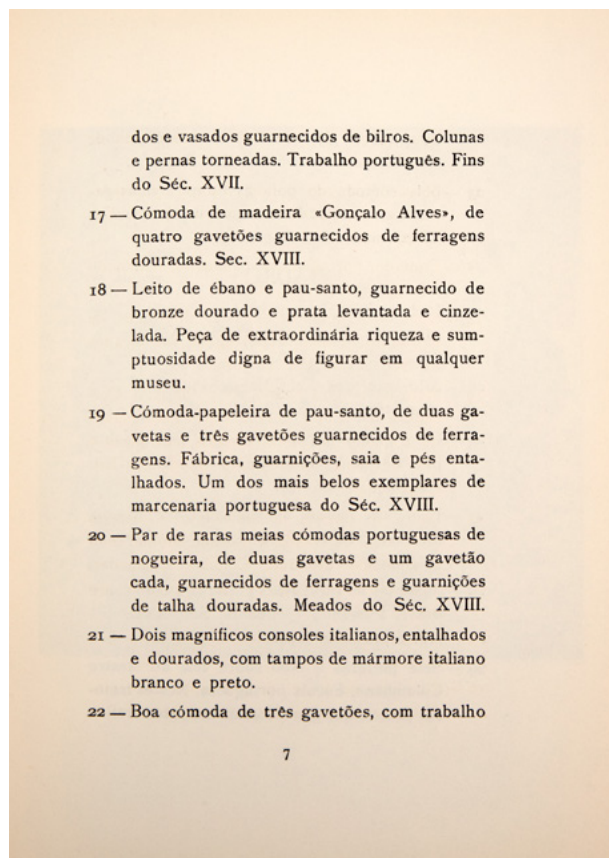 dos e vasados guarnecidos de bilros. Colunas
e pernas torneadas. Trabalho português. Fins
do Séc. XVII.
17 — Cómoda de madeira «Gonçalo Alves», de
quatro gavetões guarnecidos de ferragens
douradas. Sec. XVIII.
18 — Leito de ébano e pau-santo, guarnecido de
bronze dourado e prata levantada e cinze-
lada. Peça de extraordinária riqueza e sum-
ptuosidade digna de figurar em qualquer
museu.
19 — Cómoda-papeleira de pau-santo, de duas ga-
vetas e três gavetões guarnecidos de ferra-
gens. Fábrica, guarnições, saia e pés enta-
lhados. Um dos mais belos exemplares de
marcenaria portuguesa do Séc. XVIII.
20 — Par de raras meias cómodas portuguesas de
nogueira, de duas gavetas e um gavetão
cada, guarnecidos de ferragens e guarnições
de talha douradas. Meados do Séc. XVIII.
21 — Dois magníficos consoles italianos, entalhados
e dourados, com tampos de mármore italiano
branco e preto.
22 — Boa cómoda de três gavetões, com trabalho
7